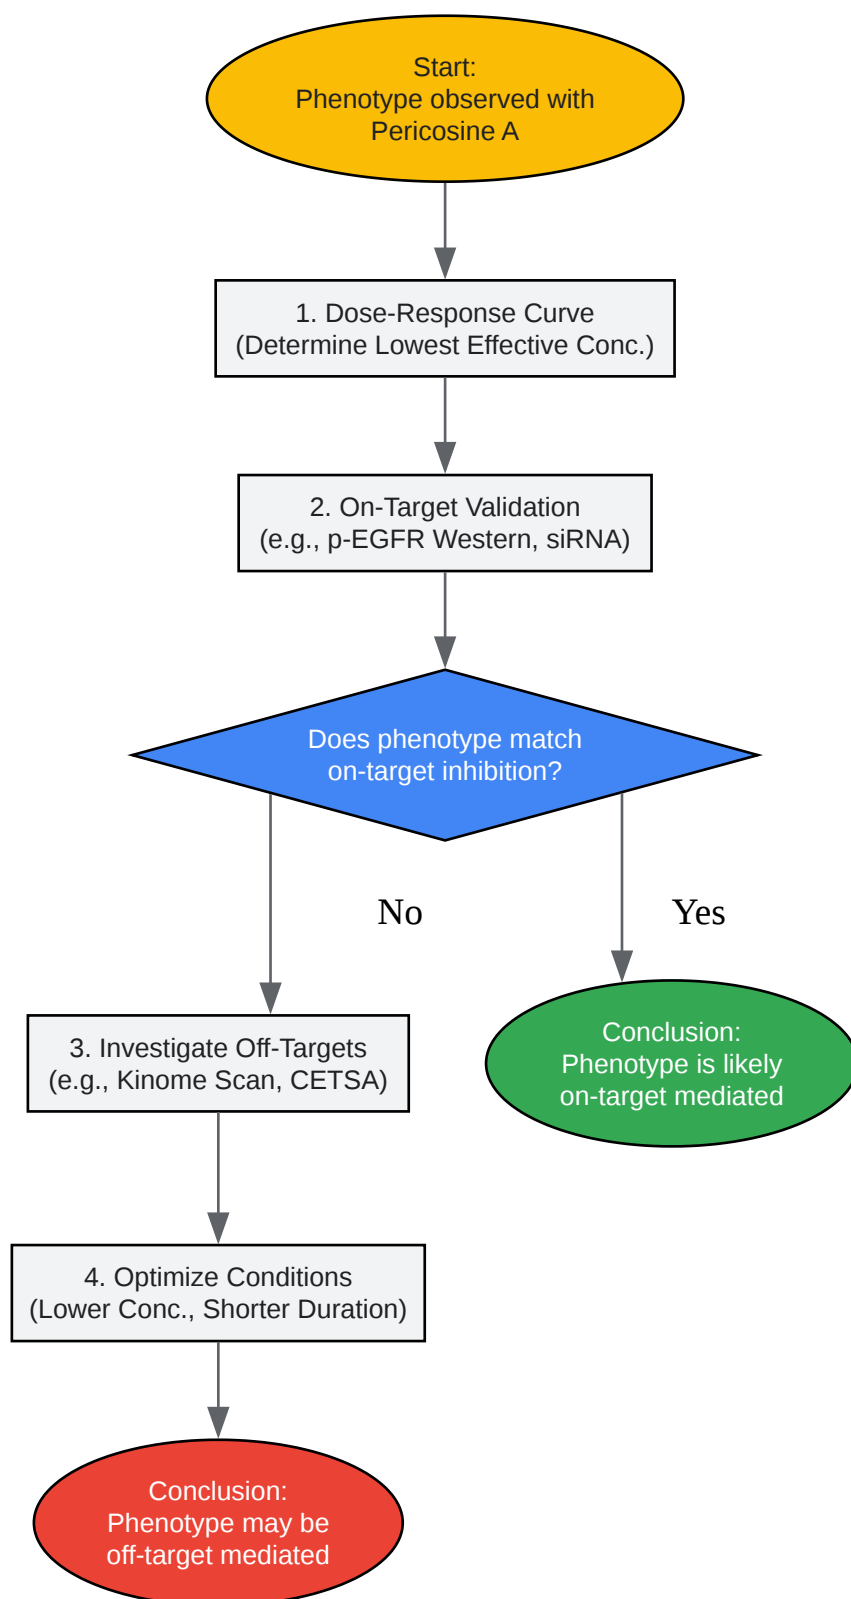 Start:
Phenotype observed with
Pericosine A
1. Dose-Response Curve
(Determine Lowest Effective Conc.)
2. On-Target Validation
(e.g., p-EGFR Western, siRNA)
Does phenotype match
on-target inhibition?
No
Yes
3. Investigate Off-Targets
(e.g., Kinome Scan, CETSA)
Conclusion:
Phenotype is likely
on-target mediated
4. Optimize Conditions
(Lower Conc., Shorter Duration)
Conclusion:
Phenotype may be
off-target mediated